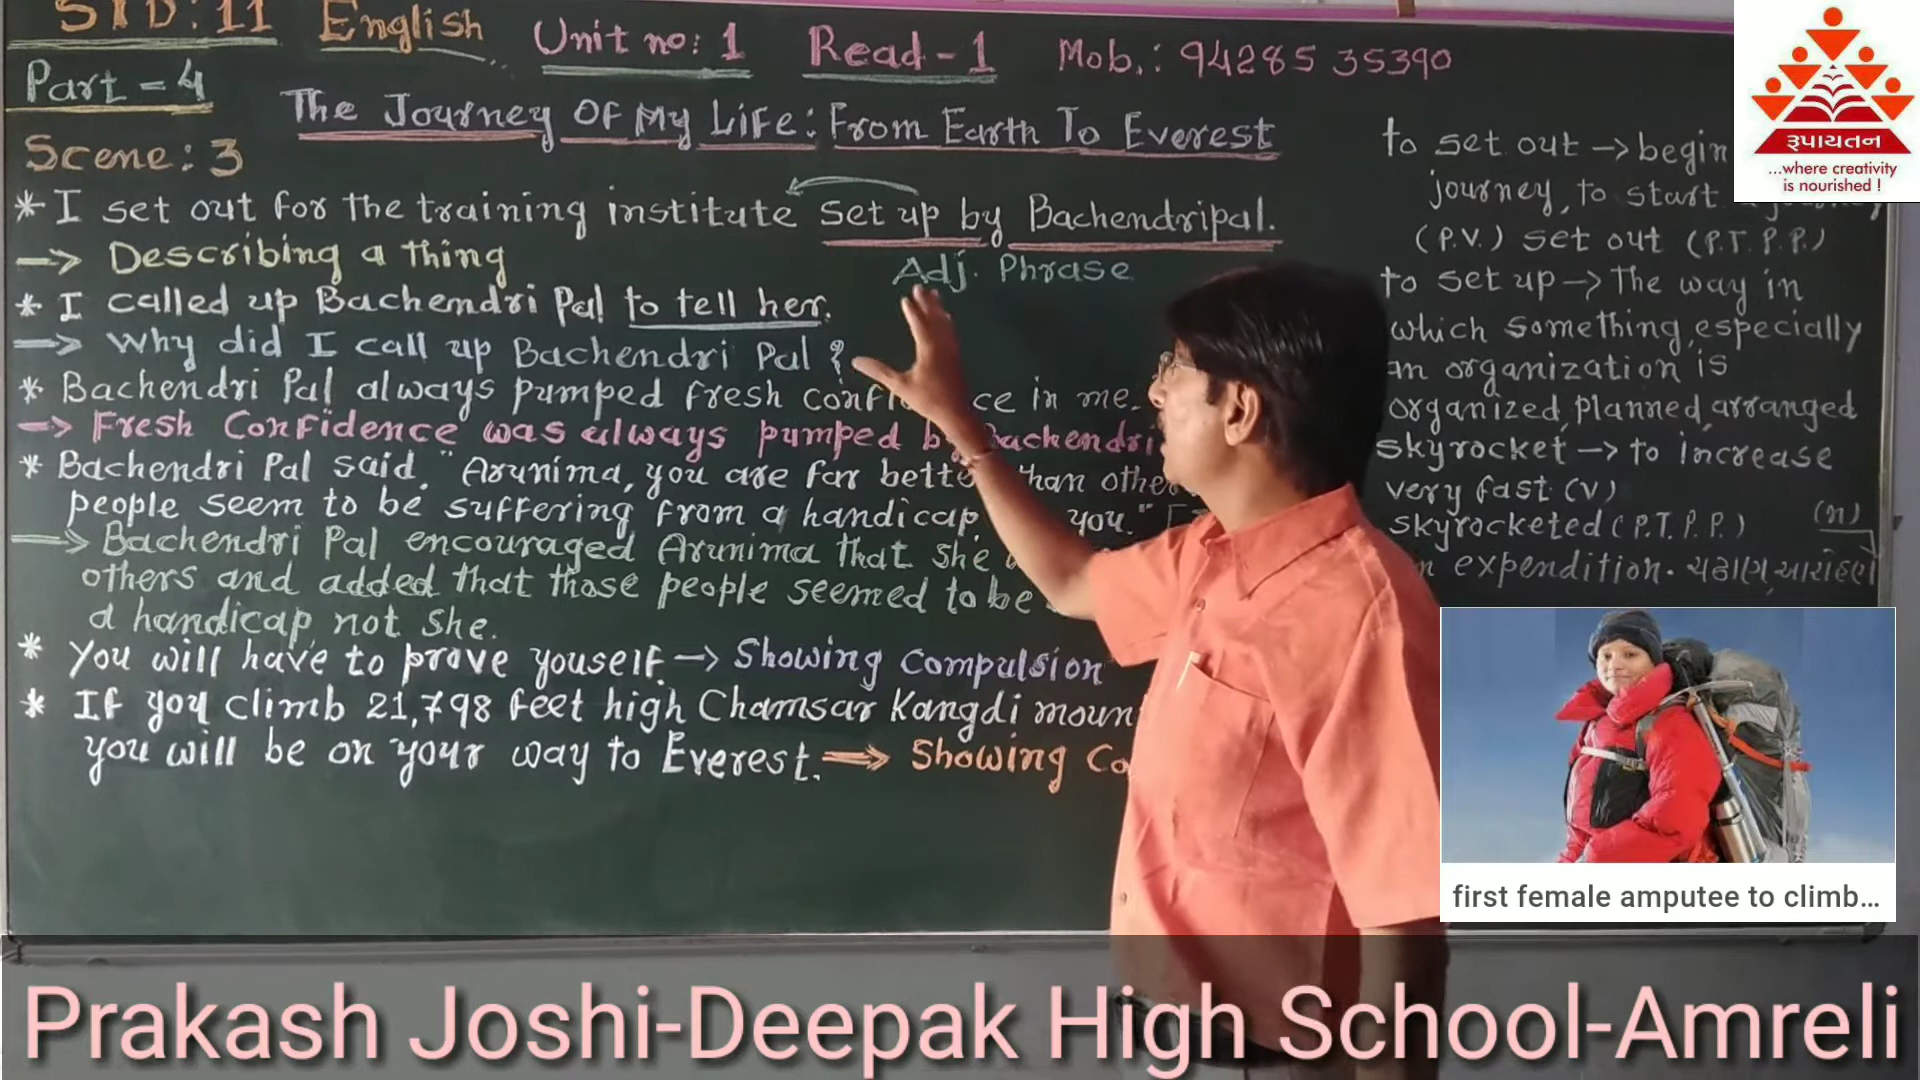 STD: 11 English Unit no: 1 Read - 1 Mob.: 94285 35390
Part - 4
The Journey Of My Life: From Earth To Everest
Scene: 3
* I set out for the training institute set up by Bachendripal.
Adj. Phrase
→ Describing a thing
* I called up Bachendri Pal to tell her.
→ Why did I call up Bachendri Pal ?
* Bachendri Pal always pumped fresh conf ce in me.
→ Fresh Confidence was always pumped b Bachendri
* Bachendri Pal said, "Arunima, you are far bette than othe
people seem to be suffering from a handicap, you."
⇒ Bachendri Pal encouraged Arunima that she
others and added that those people seemed to be
a handicap, not she.
* You will have to prove youself. → Showing Compulsion
* If you climb 21,798 feet high Chamsar Kangdi moun
you will be on your way to Everest. ⇒ Showing Co
to set out → begin
journey, to start
(P.V.) set out (P.T. P.P.)
to set up → The way in
which something, especially
an organization is
organized, planned, arranged
skyrocket → to increase
very fast (v)
skyrocketed (P.T. P.P.) (n)
expendition. ચઢાણ, આરોહણ
રૂપાયતન
...where creativity
is nourished !
first female amputee to climb...
Prakash Joshi-Deepak High School-Amreli